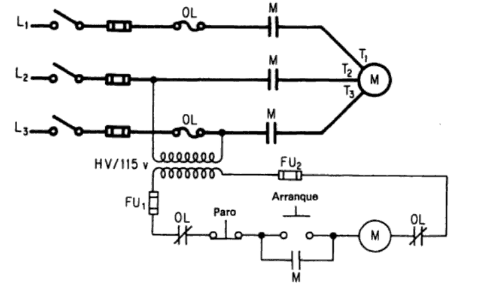 L₁ OL M
T₁
L₂ M T₂ M
T₃
L₃ OL M
HV/115 v FU₂
FU₁ Arranque
OL Paro M OL
M